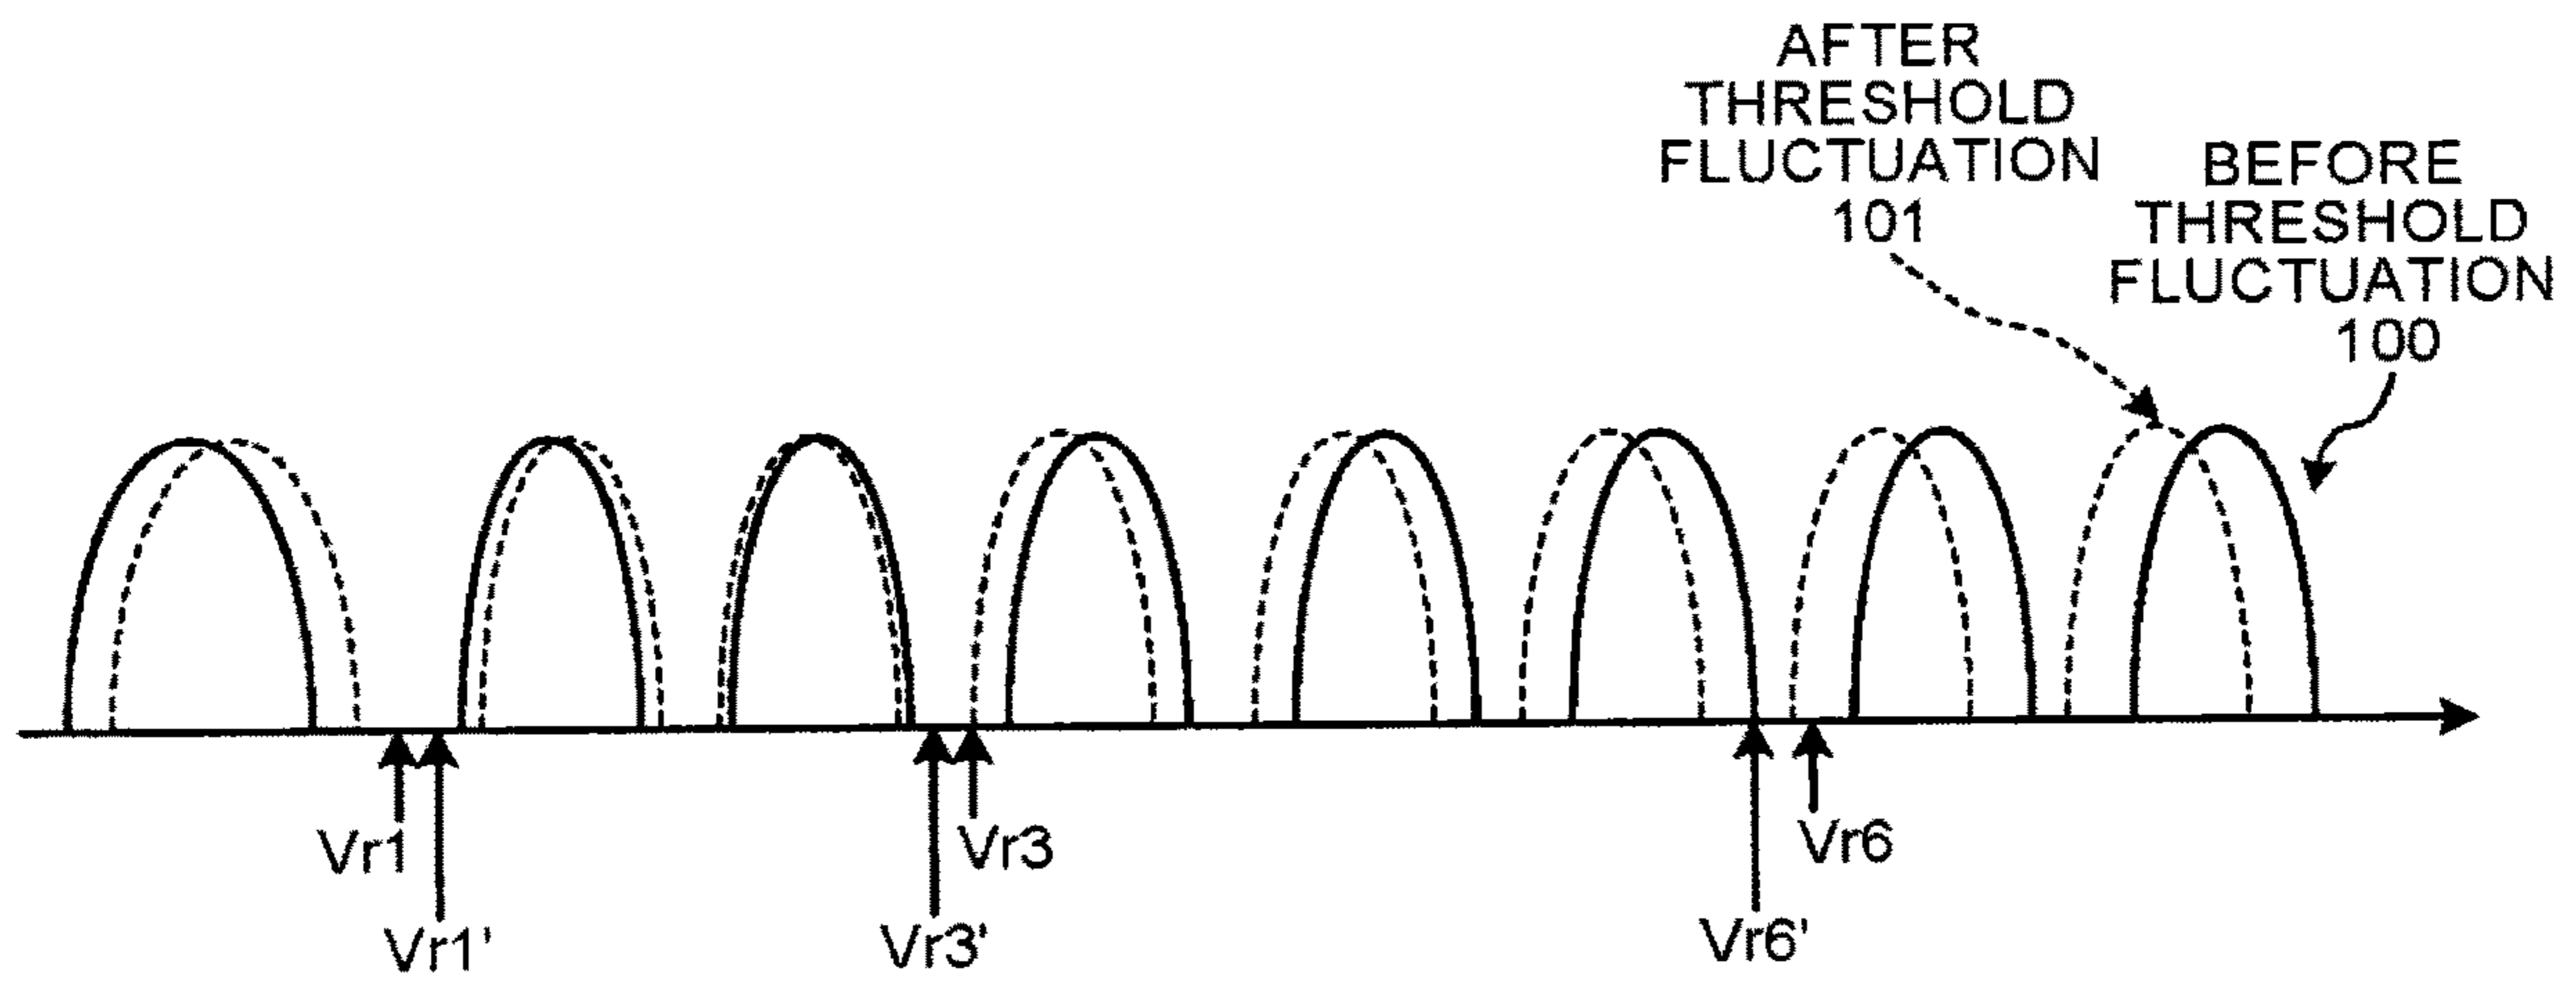 AFTER
THRESHOLD
FLUCTUATION
101
BEFORE
THRESHOLD
FLUCTUATION
100
Vr1
Vr3
Vr6
Vr1'
Vr3'
Vr6'